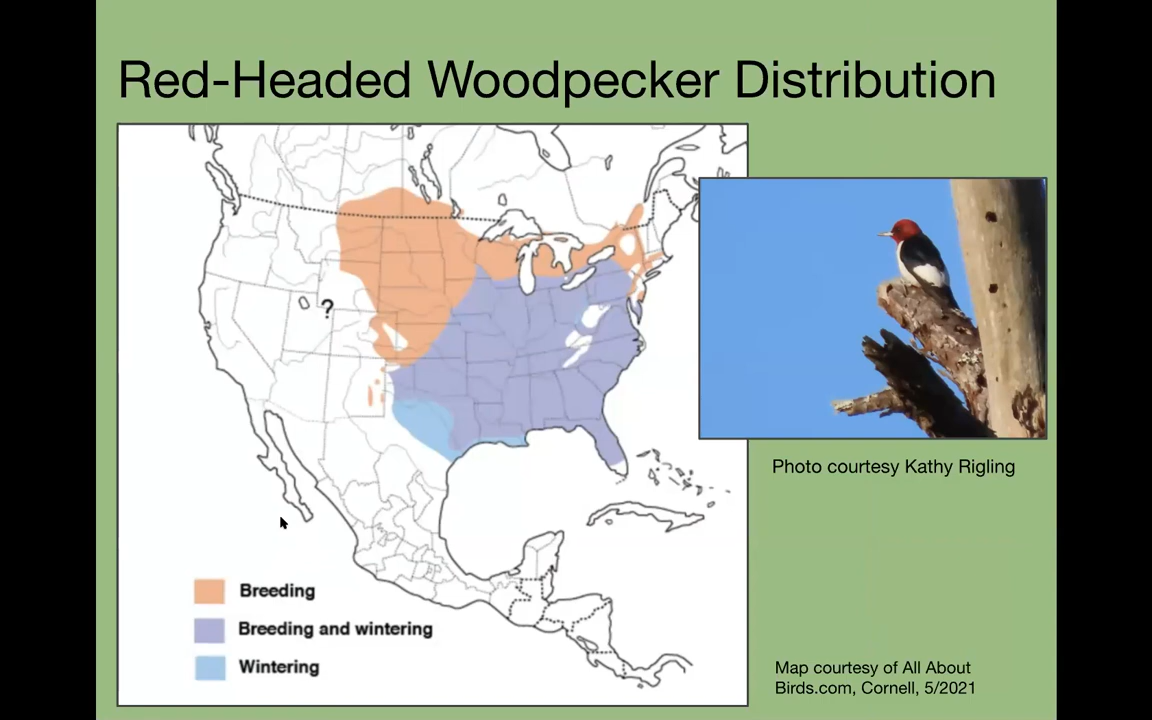 Red-Headed Woodpecker Distribution
?
Breeding
Breeding and wintering
Wintering
Photo courtesy Kathy Rigling
Map courtesy of All About
Birds.com, Cornell, 5/2021